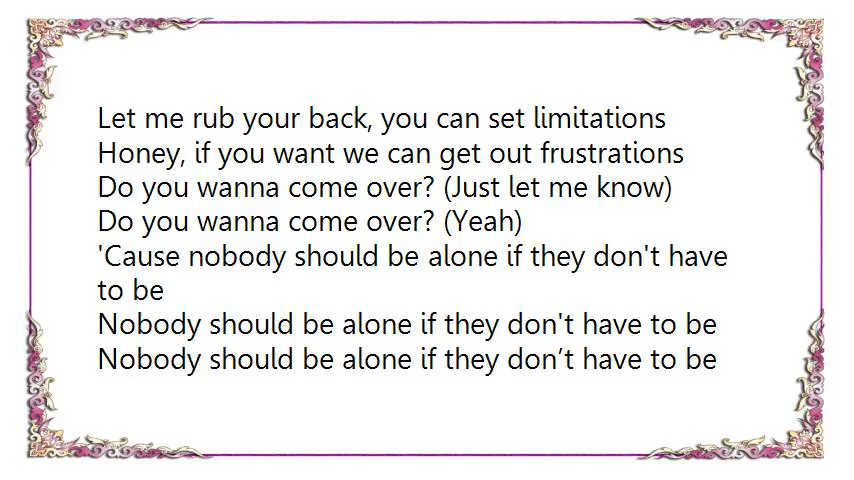 Let me rub your back, you can set limitations
Honey, if you want we can get out frustrations
Do you wanna come over? (Just let me know)
Do you wanna come over? (Yeah)
'Cause nobody should be alone if they don't have
to be
Nobody should be alone if they don't have to be
Nobody should be alone if they don’t have to be